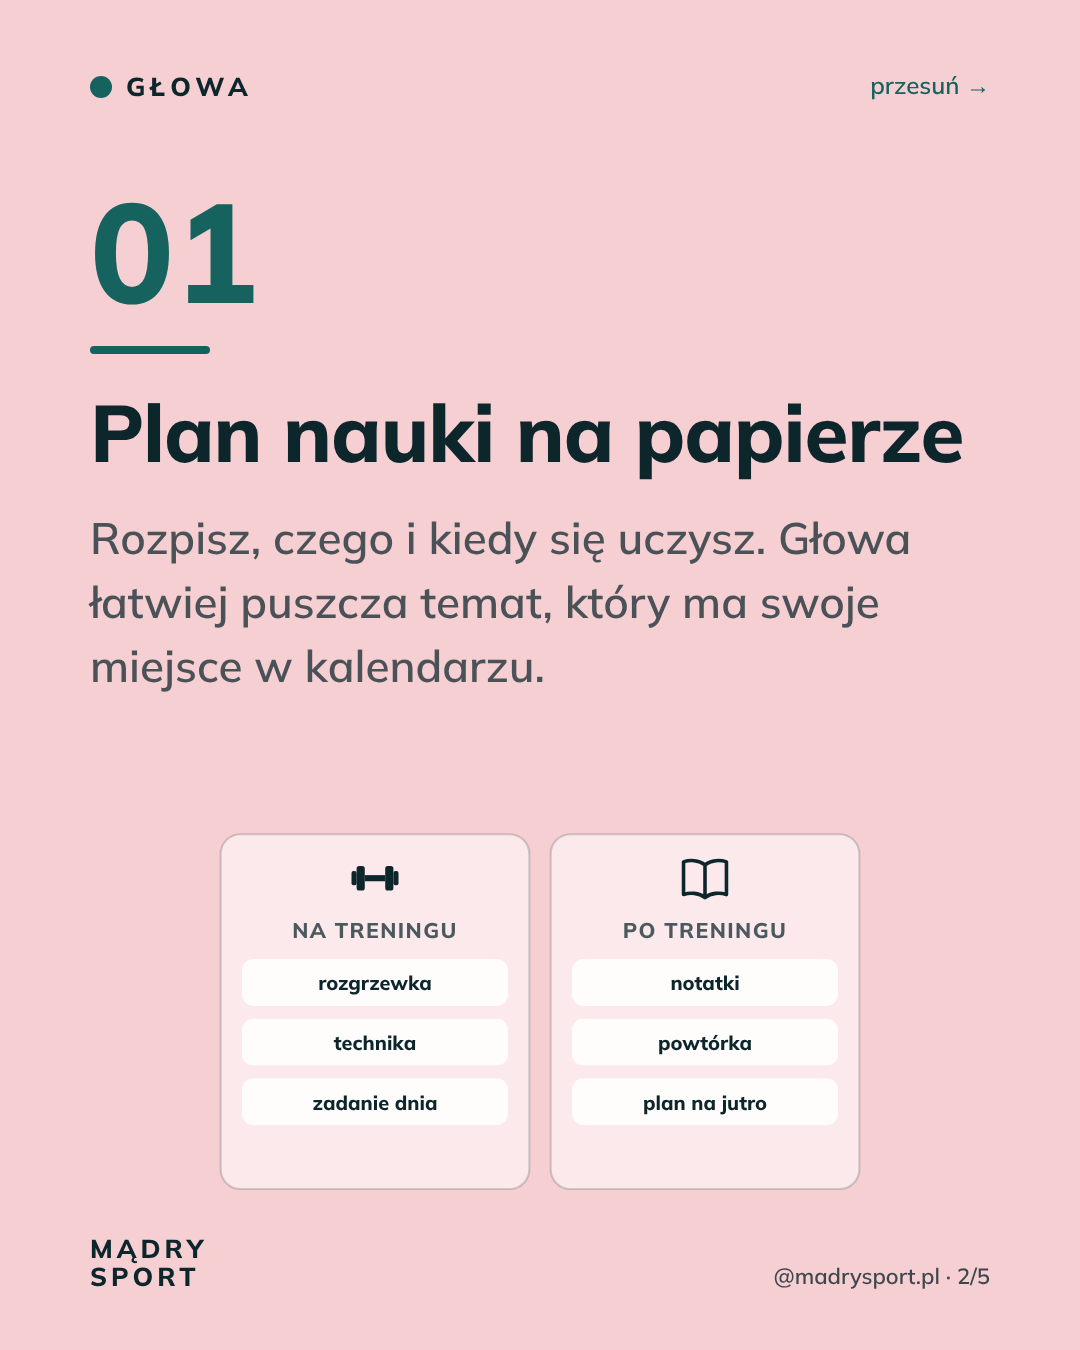 GŁOWA
przesuń →
01
Plan nauki na papierze
Rozpisz, czego i kiedy się uczysz. Głowa
łatwiej puszcza temat, który ma swoje
miejsce w kalendarzu.
NA TRENINGU
rozgrzewka
technika
zadanie dnia
PO TRENINGU
notatki
powtórka
plan na jutro
MĄDRY
SPORT
@madrysport.pl · 2/5